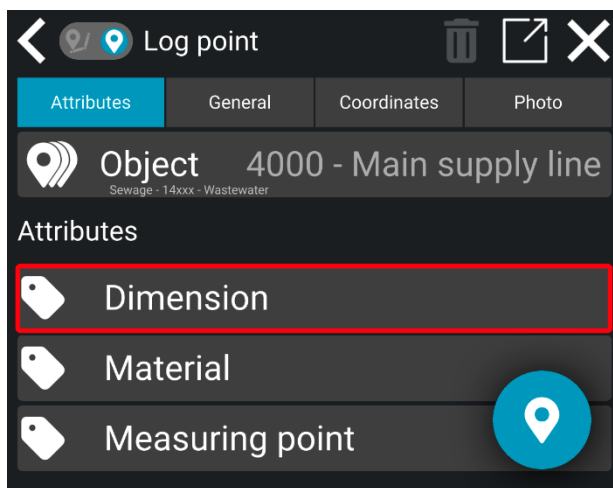 Log point
Attributes General Coordinates Photo
Object 4000 - Main supply line
Sewage - 14xxx - Wastewater
Attributes
Dimension
Material
Measuring point